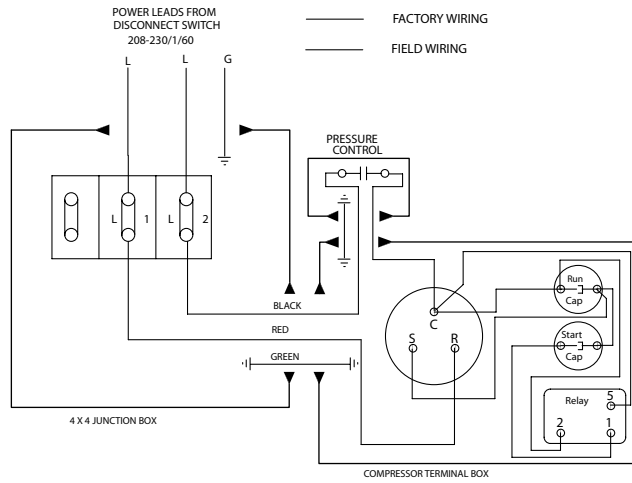 POWER LEADS FROM
DISCONNECT SWITCH
208-230/1/60
FACTORY WIRING
FIELD WIRING
L
L
G
PRESSURE
CONTROL
L
1
L
2
BLACK
RED
GREEN
C
S
R
Run
Cap
Start
Cap
Relay
5
2
1
4 X 4 JUNCTION BOX
COMPRESSOR TERMINAL BOX